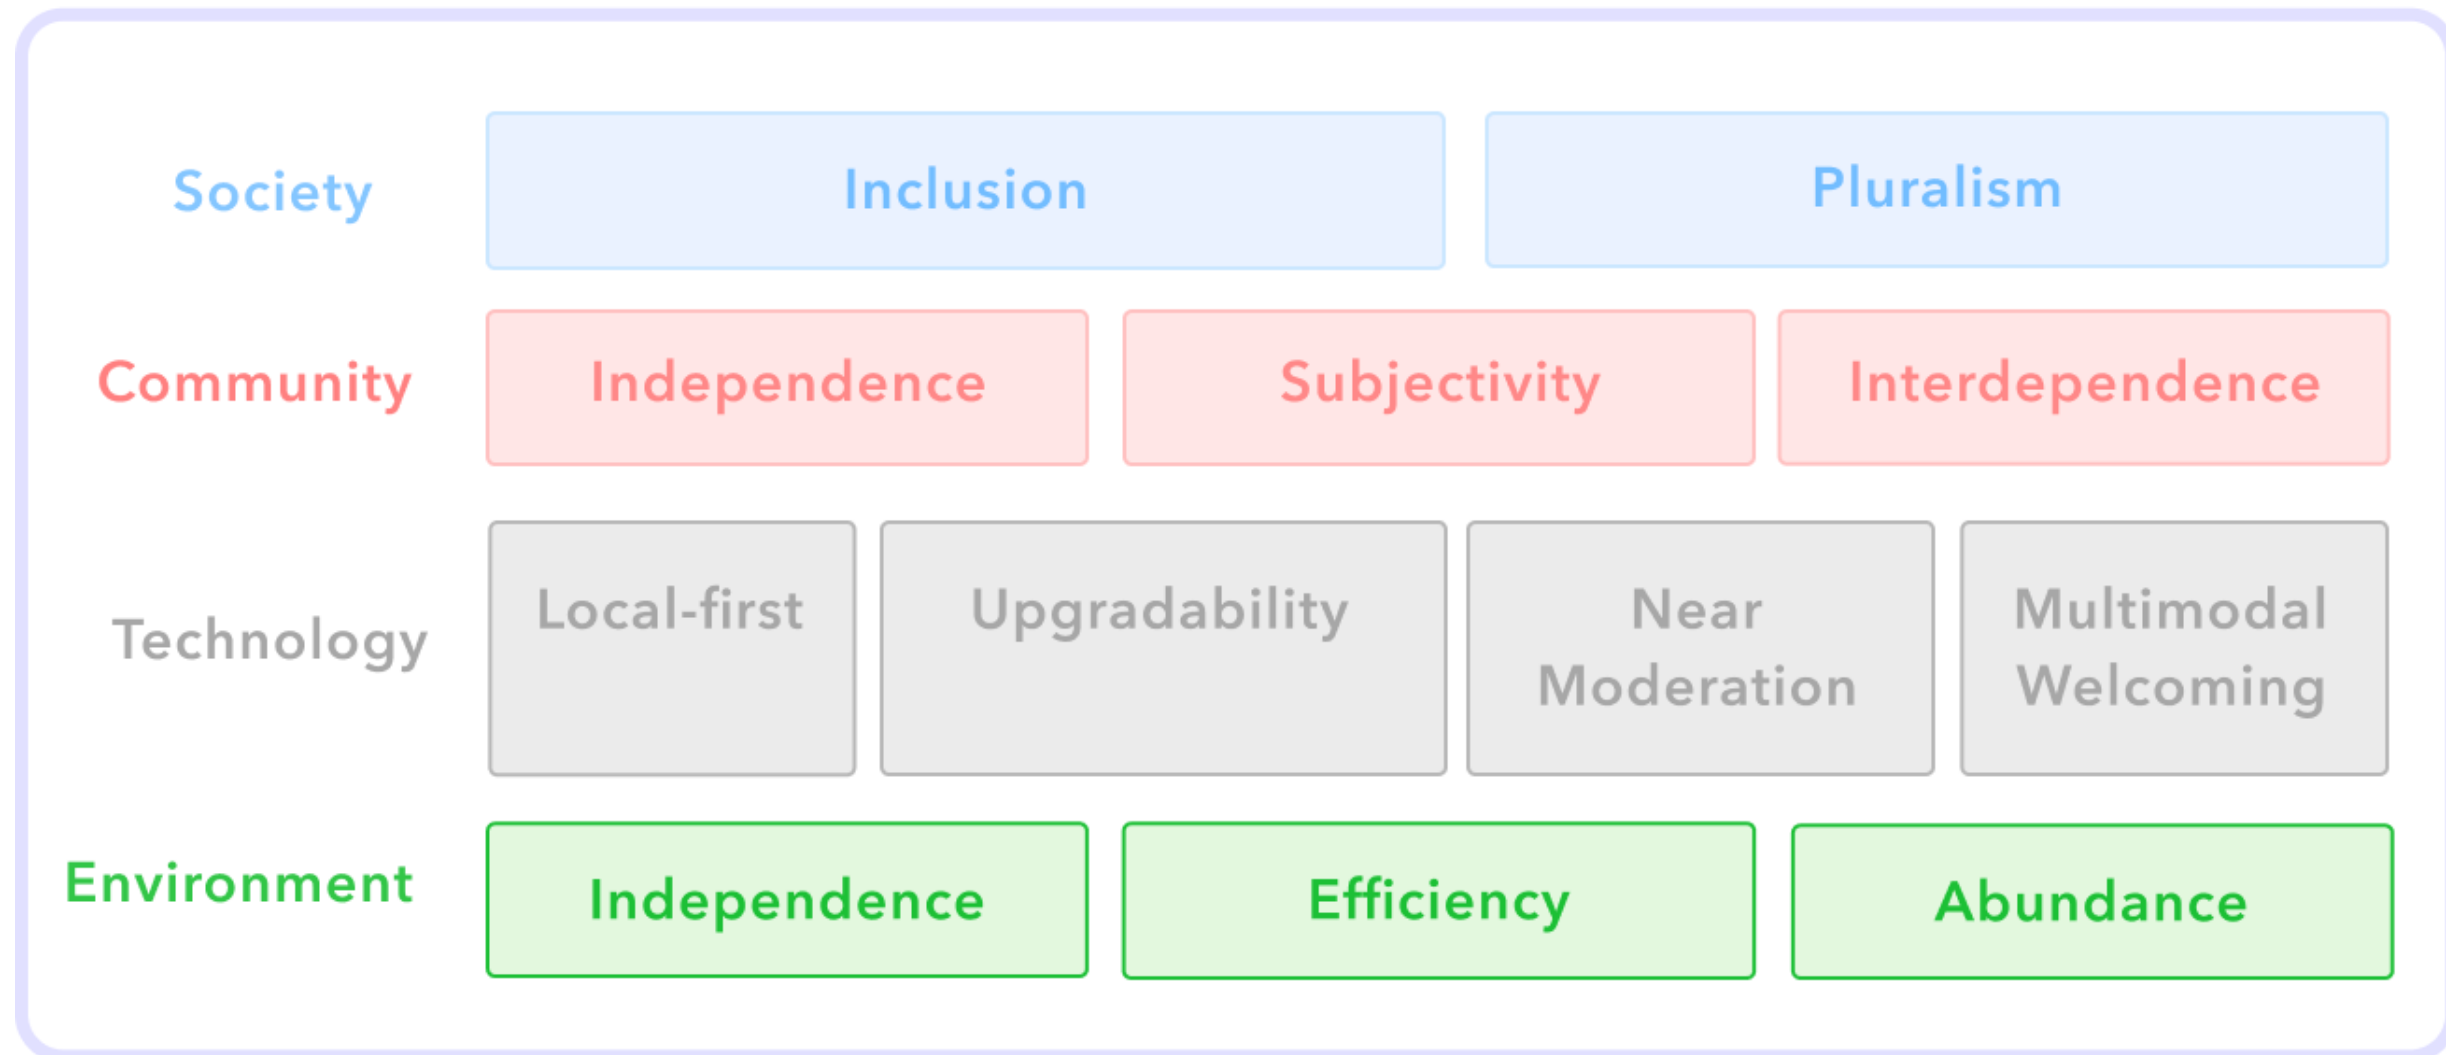 Society
Inclusion
Pluralism
Community
Independence
Subjectivity
Interdependence
Technology
Local-first
Upgradability
Near
Moderation
Multimodal
Welcoming
Environment
Independence
Efficiency
Abundance